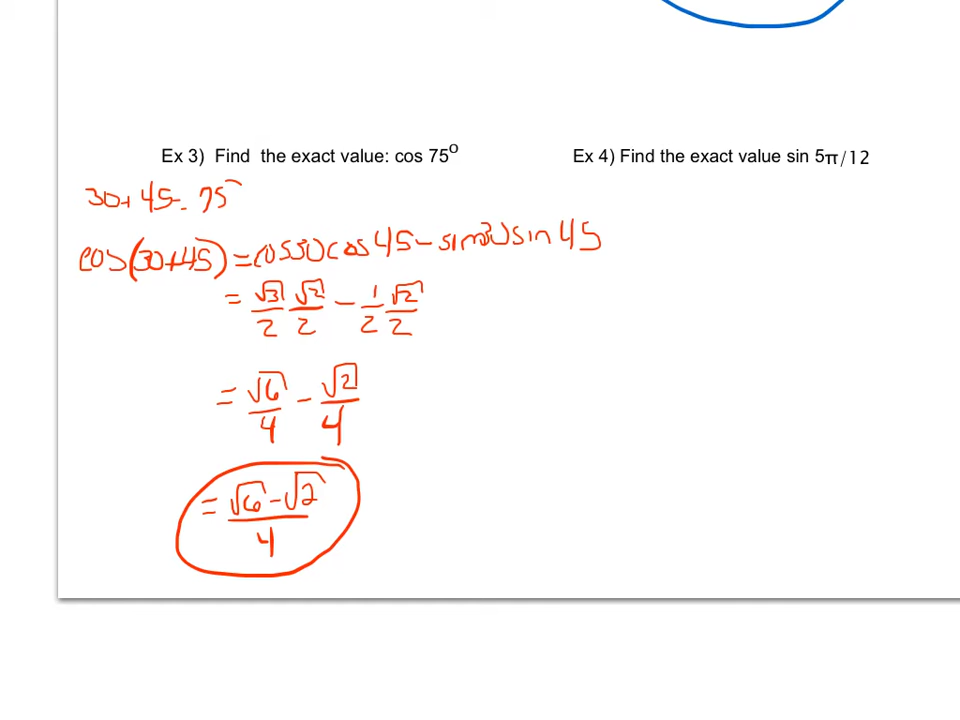 Ex 3) Find the exact value: cos 75°
Ex 4) Find the exact value sin 5π/12
30+45=75°
cos(30+45)=cos30cos45-sin30sin45
= √3/2 √2/2 - 1/2 √2/2
= √6/4 - √2/4
= √6-√2/4